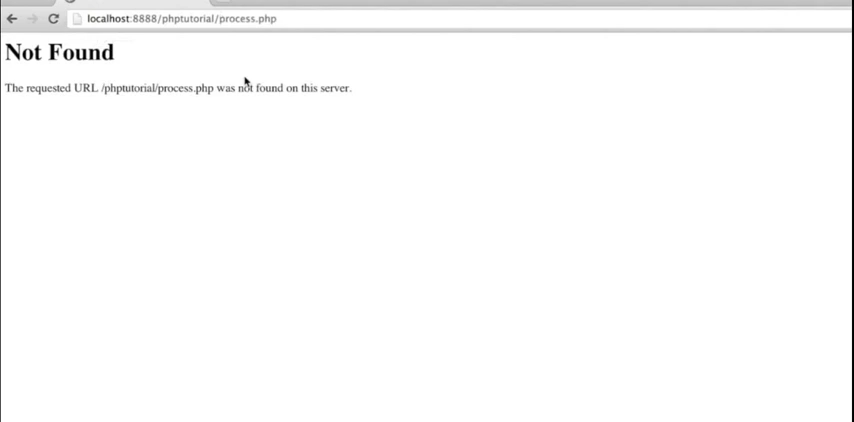 localhost:8888/phptutorial/process.php
Not Found
The requested URL /phptutorial/process.php was not found on this server.